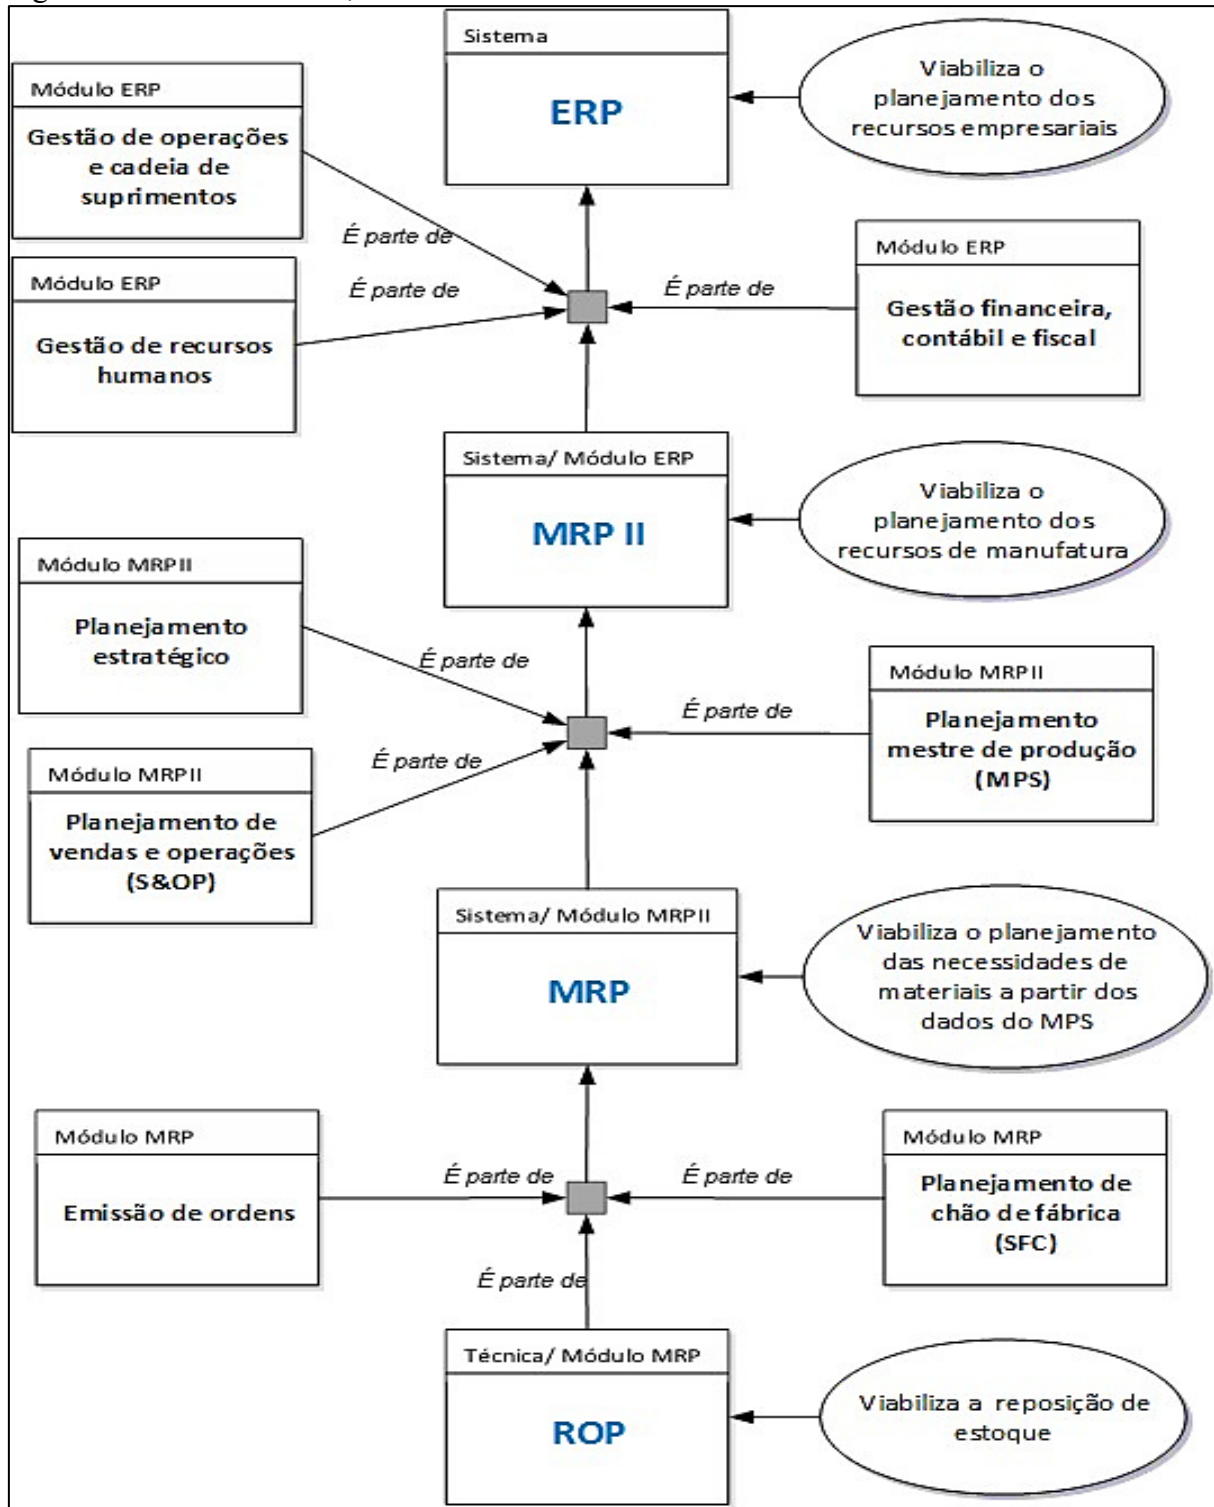 Sistema
ERP
Viabiliza o
planejamento dos
recursos empresariais
Módulo ERP
Gestão de operações
e cadeia de
suprimentos
É parte de
Módulo ERP
Gestão de recursos
humanos
É parte de
É parte de
Módulo ERP
Gestão financeira,
contábil e fiscal
Sistema/ Módulo ERP
MRP II
Viabiliza o
planejamento dos
recursos de manufatura
Módulo MRPII
Planejamento
estratégico
É parte de
Módulo MRPII
Planejamento de
vendas e operações
(S&OP)
É parte de
É parte de
Módulo MRPII
Planejamento
mestre de produção
(MPS)
Sistema/ Módulo MRPII
MRP
Viabiliza o planejamento
das necessidades de
materiais a partir dos
dados do MPS
Módulo MRP
Emissão de ordens
É parte de
É parte de
Módulo MRP
Planejamento de
chão de fábrica
(SFC)
É parte de
Técnica/ Módulo MRP
ROP
Viabiliza a reposição de
estoque